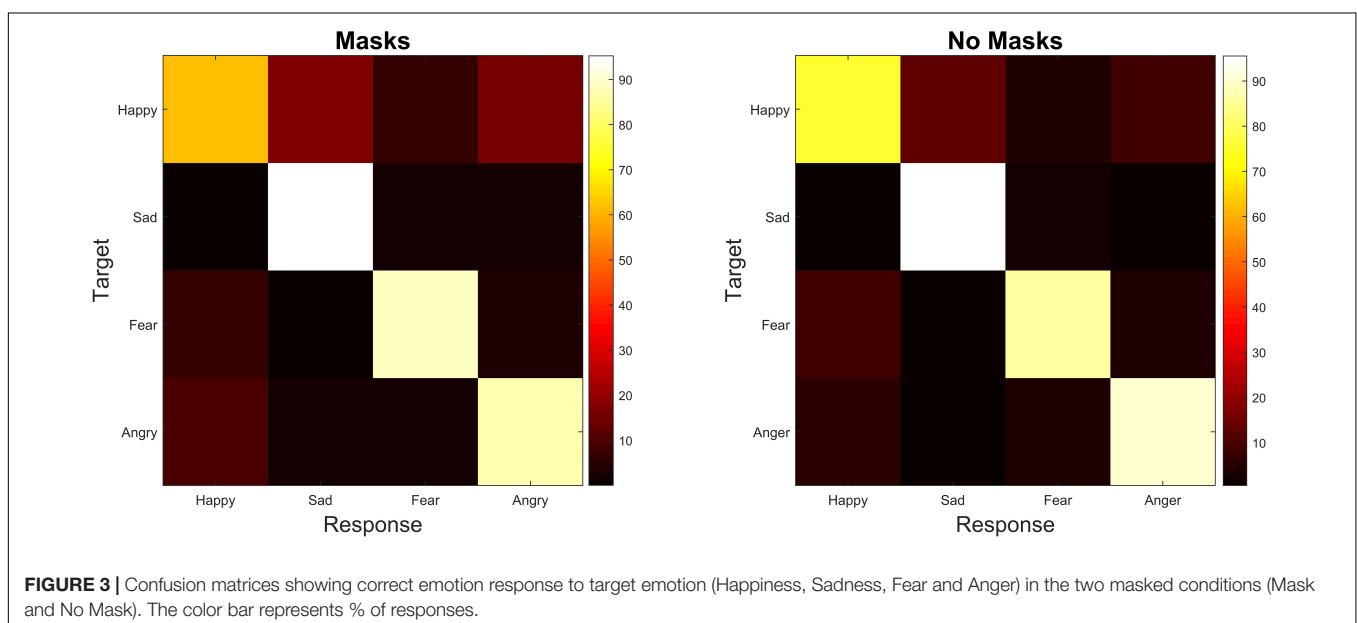 Masks
Happy
Sad
Fear
Angry
Target
Happy Sad Fear Angry
Response
90
80
70
60
50
40
30
20
10
No Masks
Happy
Sad
Fear
Anger
Target
Happy Sad Fear Anger
Response
90
80
70
60
50
40
30
20
10
FIGURE 3 | Confusion matrices showing correct emotion response to target emotion (Happiness, Sadness, Fear and Anger) in the two masked conditions (Mask
and No Mask). The color bar represents % of responses.